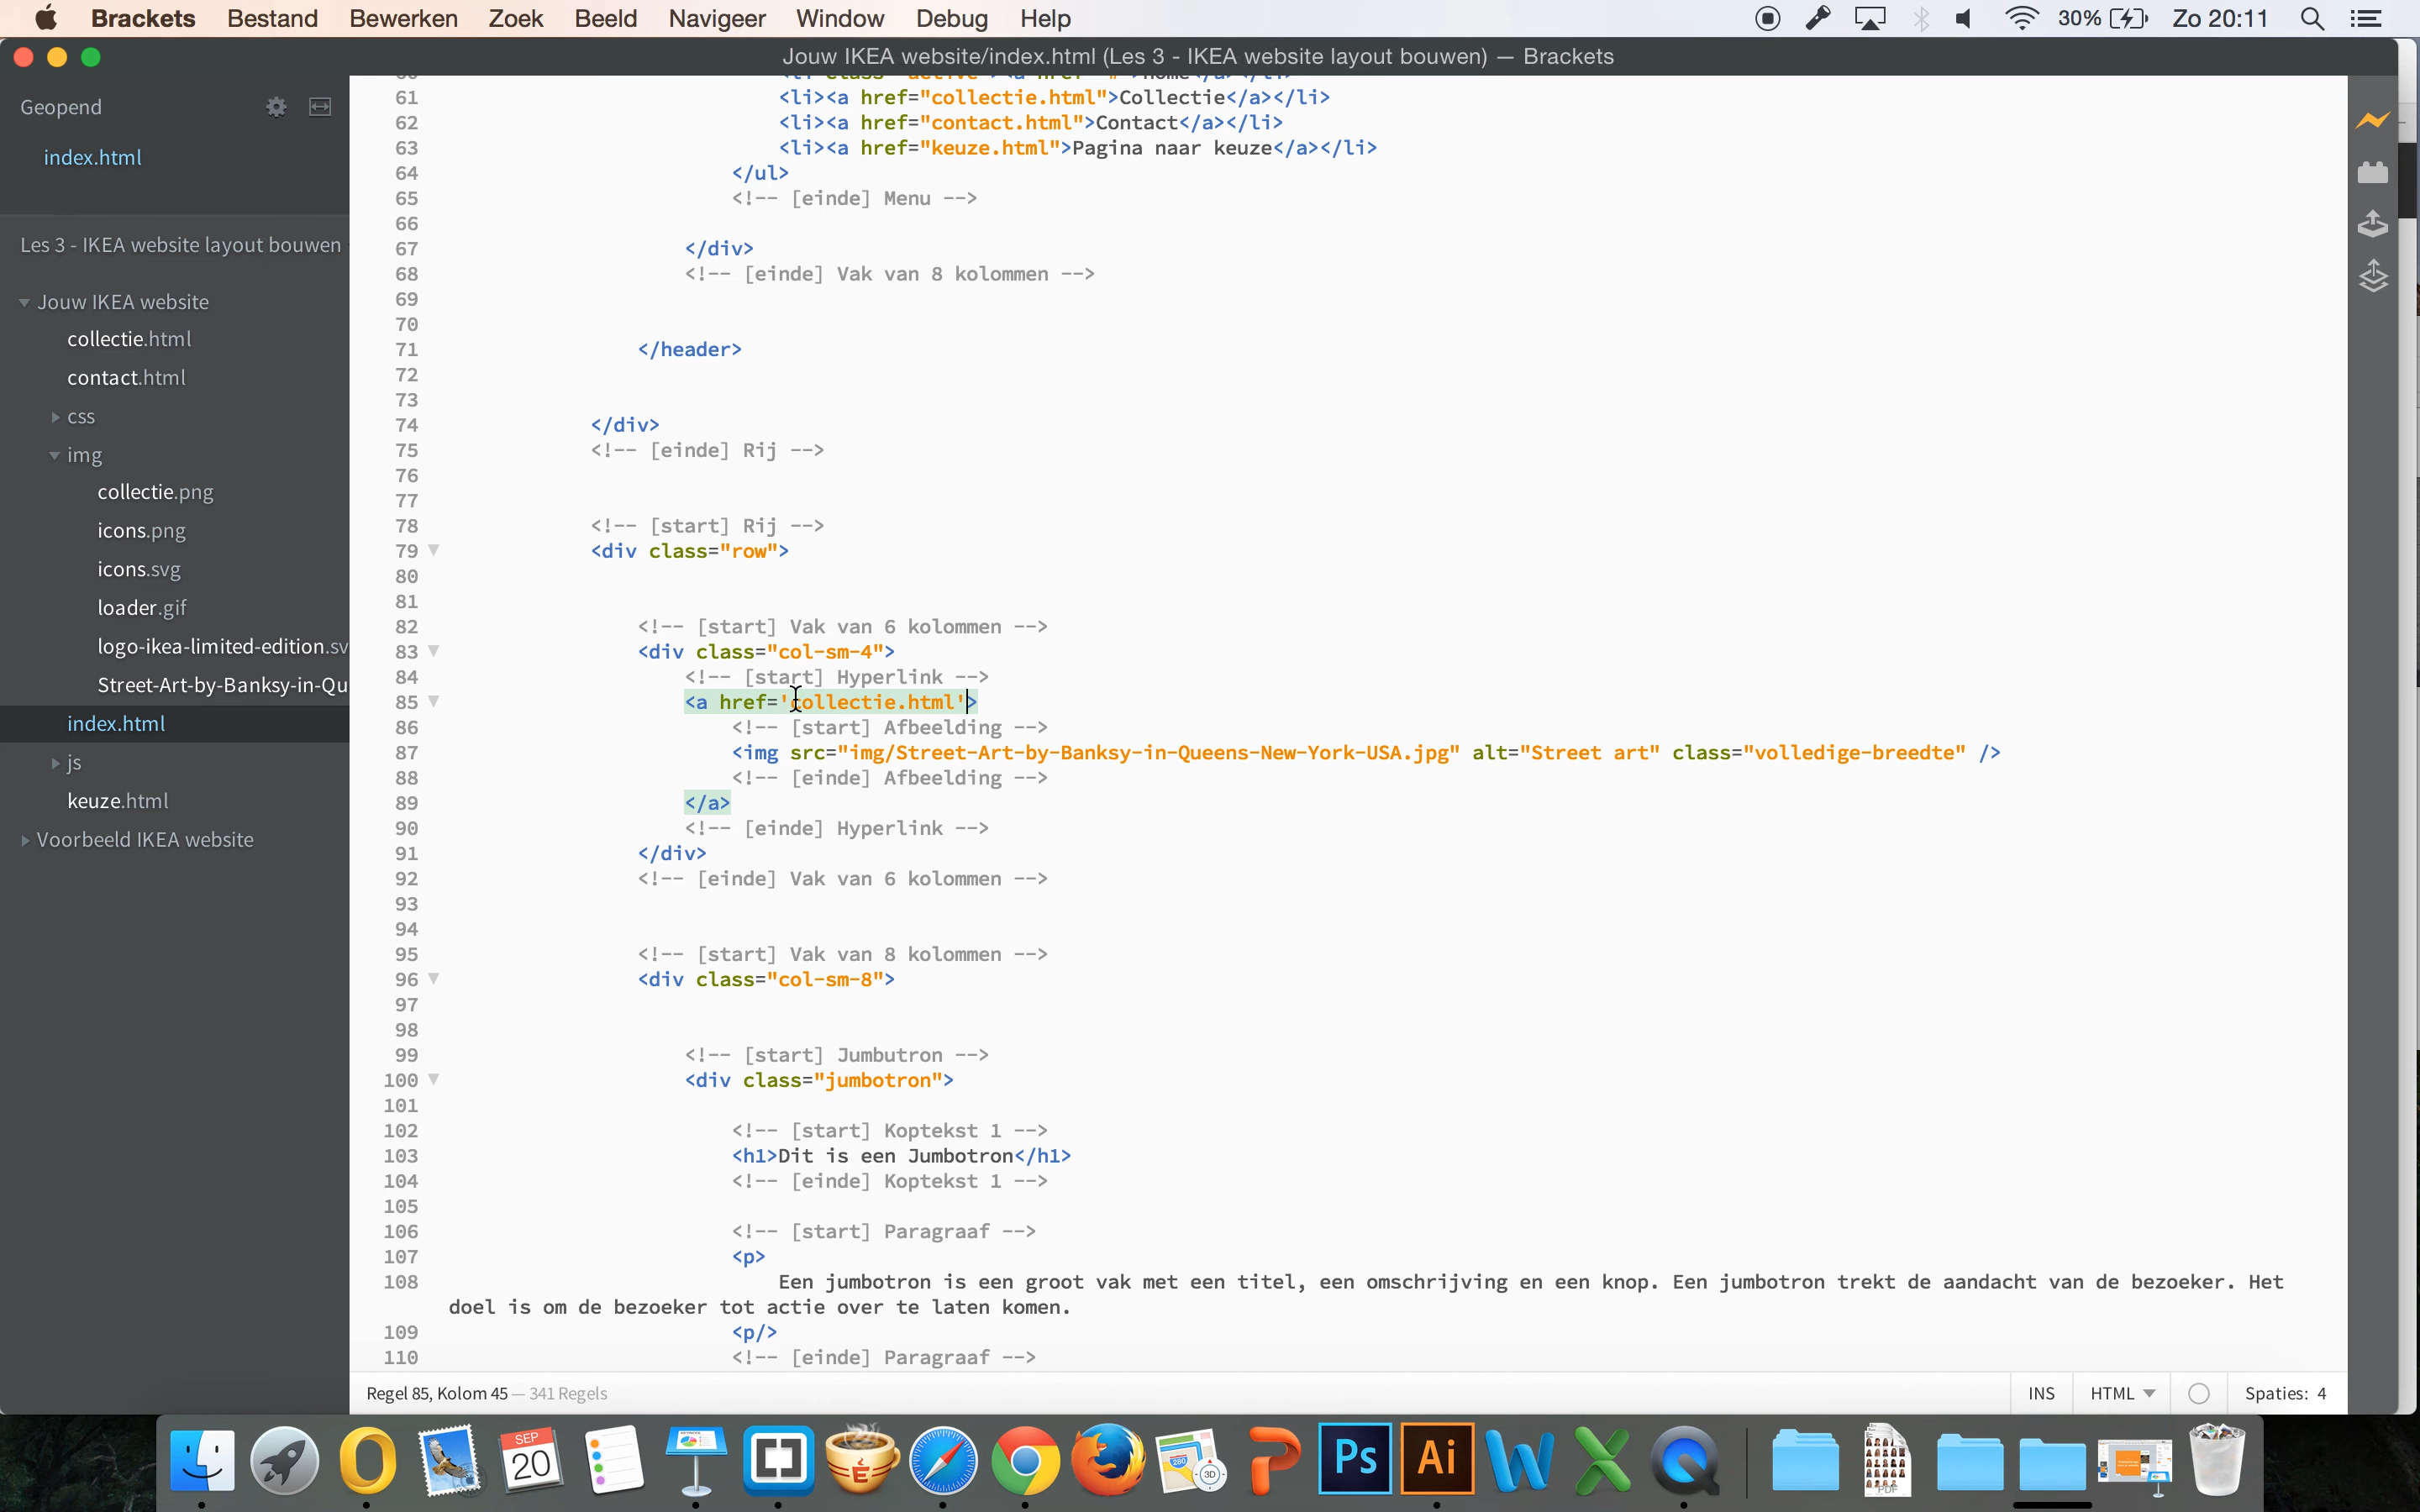 Brackets Bestand Bewerken Zoek Beeld Navigeer Window Debug Help 30% Zo 20:11
Jouw IKEA website/index.html (Les 3 - IKEA website layout bouwen) — Brackets
Geopend
index.html
Les 3 - IKEA website layout bouwen
Jouw IKEA website
collectie.html
contact.html
css
img
collectie.png
icons.png
icons.svg
loader.gif
logo-ikea-limited-edition.sv
Street-Art-by-Banksy-in-Qu
index.html
js
keuze.html
Voorbeeld IKEA website
61 <li><a href="collectie.html">Collectie</a></li>
62 <li><a href="contact.html">Contact</a></li>
63 <li><a href="keuze.html">Pagina naar keuze</a></li>
64 </ul>
65 <!-- [einde] Menu -->
66
67 </div>
68 <!-- [einde] Vak van 8 kolommen -->
69
70
71 </header>
72
73
74 </div>
75 <!-- [einde] Rij -->
76
77
78 <!-- [start] Rij -->
79 <div class="row">
80
81
82 <!-- [start] Vak van 6 kolommen -->
83 <div class="col-sm-4">
84 <!-- [start] Hyperlink -->
85 <a href='collectie.html'>
86 <!-- [start] Afbeelding -->
87 <img src="img/Street-Art-by-Banksy-in-Queens-New-York-USA.jpg" alt="Street art" class="volledige-breedte" />
88 <!-- [einde] Afbeelding -->
89 </a>
90 <!-- [einde] Hyperlink -->
91 </div>
92 <!-- [einde] Vak van 6 kolommen -->
93
94
95 <!-- [start] Vak van 8 kolommen -->
96 <div class="col-sm-8">
97
98
99 <!-- [start] Jumbutron -->
100 <div class="jumbotron">
101
102 <!-- [start] Koptekst 1 -->
103 <h1>Dit is een Jumbotron</h1>
104 <!-- [einde] Koptekst 1 -->
105
106 <!-- [start] Paragraaf -->
107 <p>
108 Een jumbotron is een groot vak met een titel, een omschrijving en een knop. Een jumbotron trekt de aandacht van de bezoeker. Het
doel is om de bezoeker tot actie over te laten komen.
109 <p/>
110 <!-- [einde] Paragraaf -->
Regel 85, Kolom 45 — 341 Regels INS HTML Spaties: 4
SEP
20
280
3D
Ps
Ai
PDF